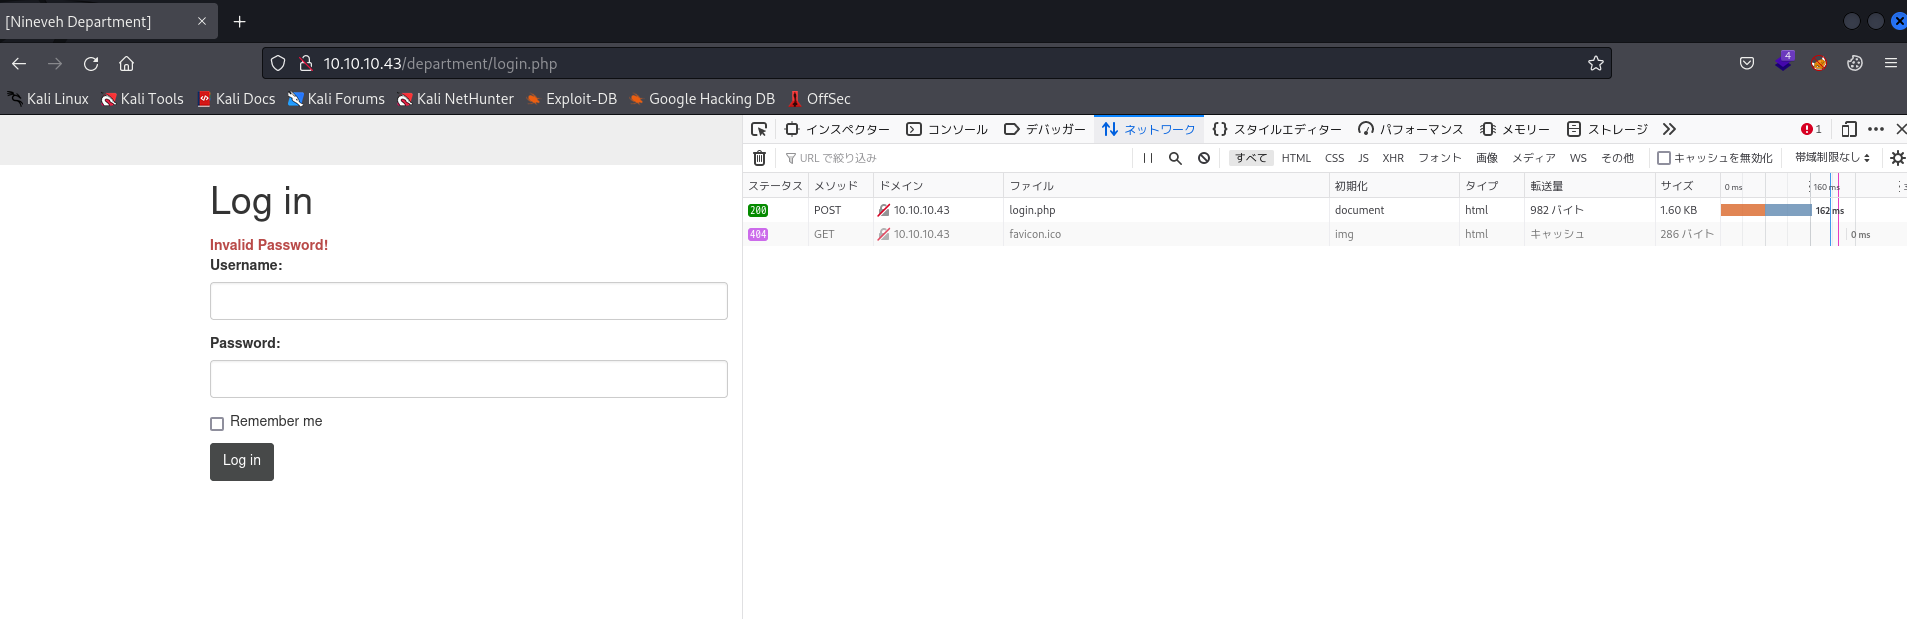 [Nineveh Department]
10.10.10.43/department/login.php
4
Kali Linux Kali Tools Kali Docs Kali Forums Kali NetHunter Exploit-DB Google Hacking DB OffSec
インスペクター コンソール デバッガー ネットワーク スタイルエディター パフォーマンス メモリー ストレージ 1
URL で絞り込み すべて HTML CSS JS XHR フォント 画像 メディア WS その他 キャッシュを無効化 帯域制限なし
ステータス メソッド ドメイン ファイル 初期化 タイプ 転送量 サイズ 0 ms 160 ms
200 POST 10.10.10.43 login.php document html 982 バイト 1.60 KB 162 ms
404 GET 10.10.10.43 favicon.ico img html キャッシュ 286 バイト 0 ms
Log in
Invalid Password!
Username:
Password:
Remember me
Log in